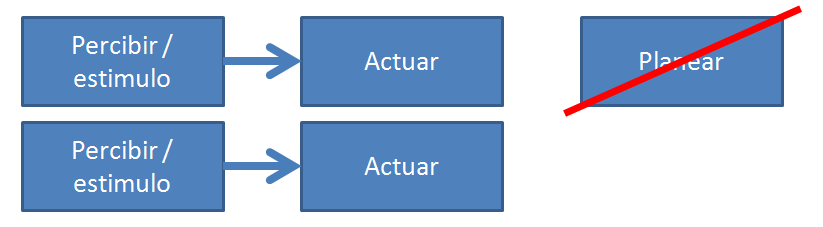 Percibir /
estimulo
Actuar
Planear
Percibir /
estimulo
Actuar